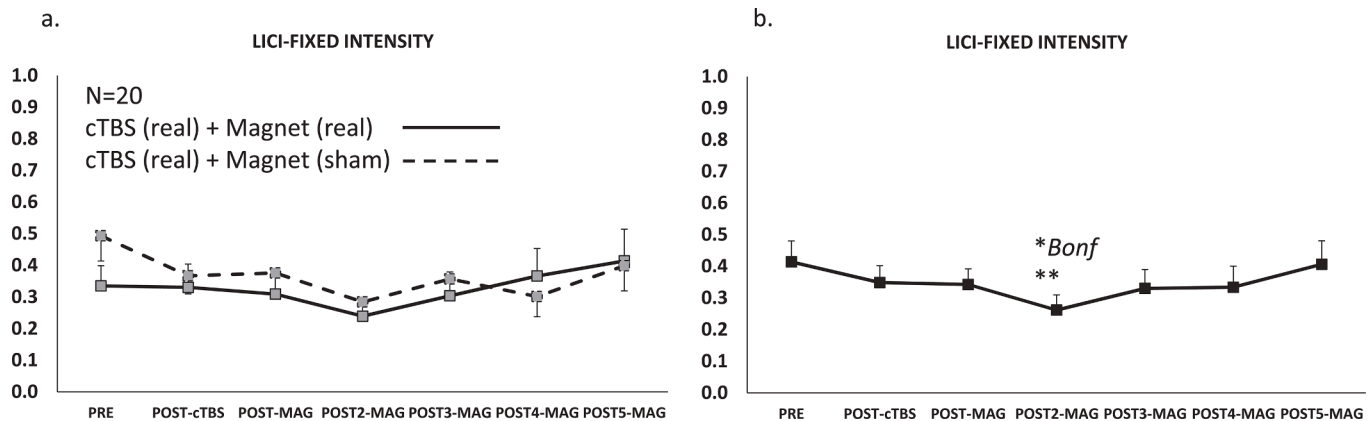 a.
LICI-FIXED INTENSITY
1.0
0.9
0.8
0.7
0.6
0.5
0.4
0.3
0.2
0.1
0.0
N=20
cTBS (real) + Magnet (real)
cTBS (real) + Magnet (sham)
PRE POST-cTBS POST-MAG POST2-MAG POST3-MAG POST4-MAG POST5-MAG
b.
LICI-FIXED INTENSITY
1.0
0.9
0.8
0.7
0.6
0.5
0.4
0.3
0.2
0.1
0.0
*Bonf
**
PRE POST-cTBS POST-MAG POST2-MAG POST3-MAG POST4-MAG POST5-MAG